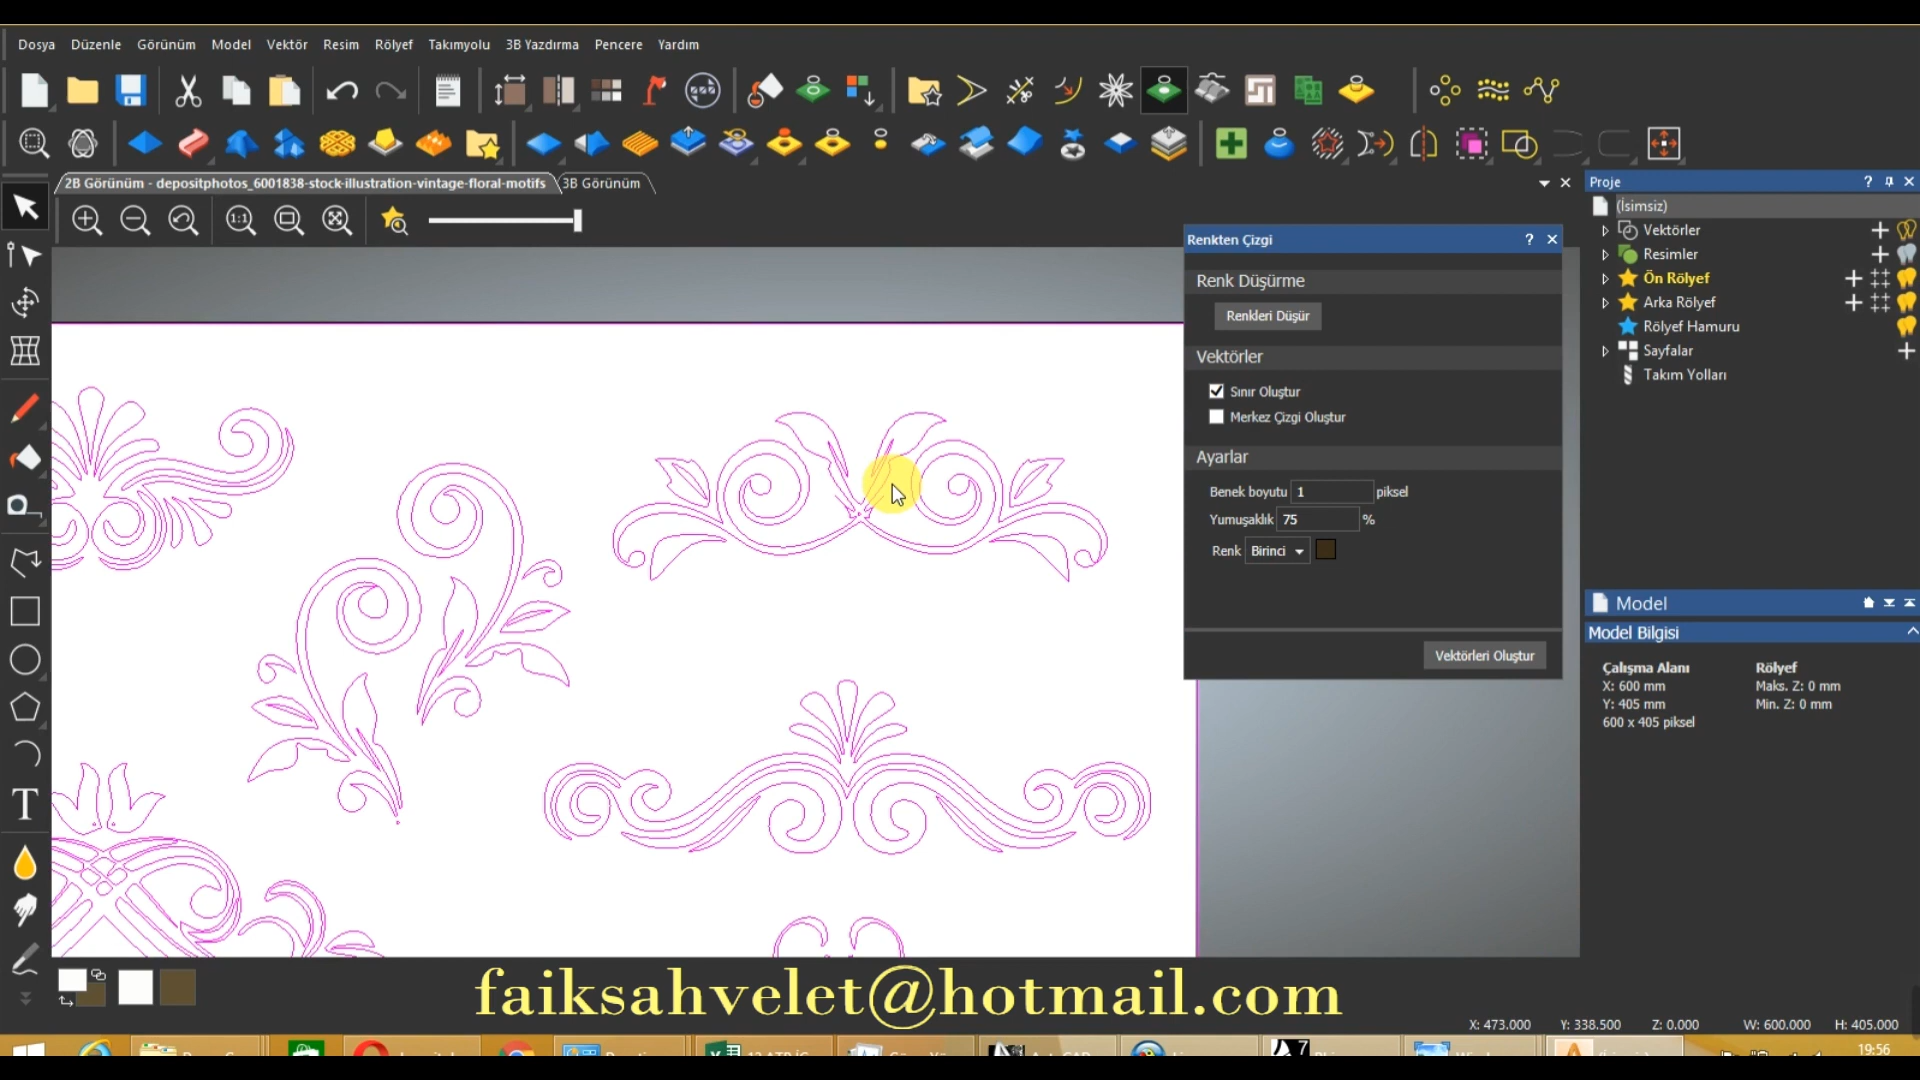 Dosya Düzenle Görünüm Model Vektör Resim Rölyef Takımyolu 3B Yazdırma Pencere Yardım
2B Görünüm - depositphotos_6001838-stock-illustration-vintage-floral-motifs 3B Görünüm
1:1
Renkten Çizgi ?
Renk Düşürme
Renkleri Düşür
Vektörler
Sınır Oluştur
Merkez Çizgi Oluştur
Ayarlar
Benek boyutu 1 piksel
Yumuşaklık 75 %
Renk Birinci
Vektörleri Oluştur
Proje ?
(İsimsiz)
Vektörler
Resimler
Ön Rölyef
Arka Rölyef
Rölyef Hamuru
Sayfalar
Takım Yolları
Model
Model Bilgisi
Çalışma Alanı Rölyef
X: 600 mm Maks. Z: 0 mm
Y: 405 mm Min. Z: 0 mm
600 x 405 piksel
T
faiksahvelet@hotmail.com
X: 473.000 Y: 338.500 Z: 0.000 W: 600.000 H: 405.000
19:56